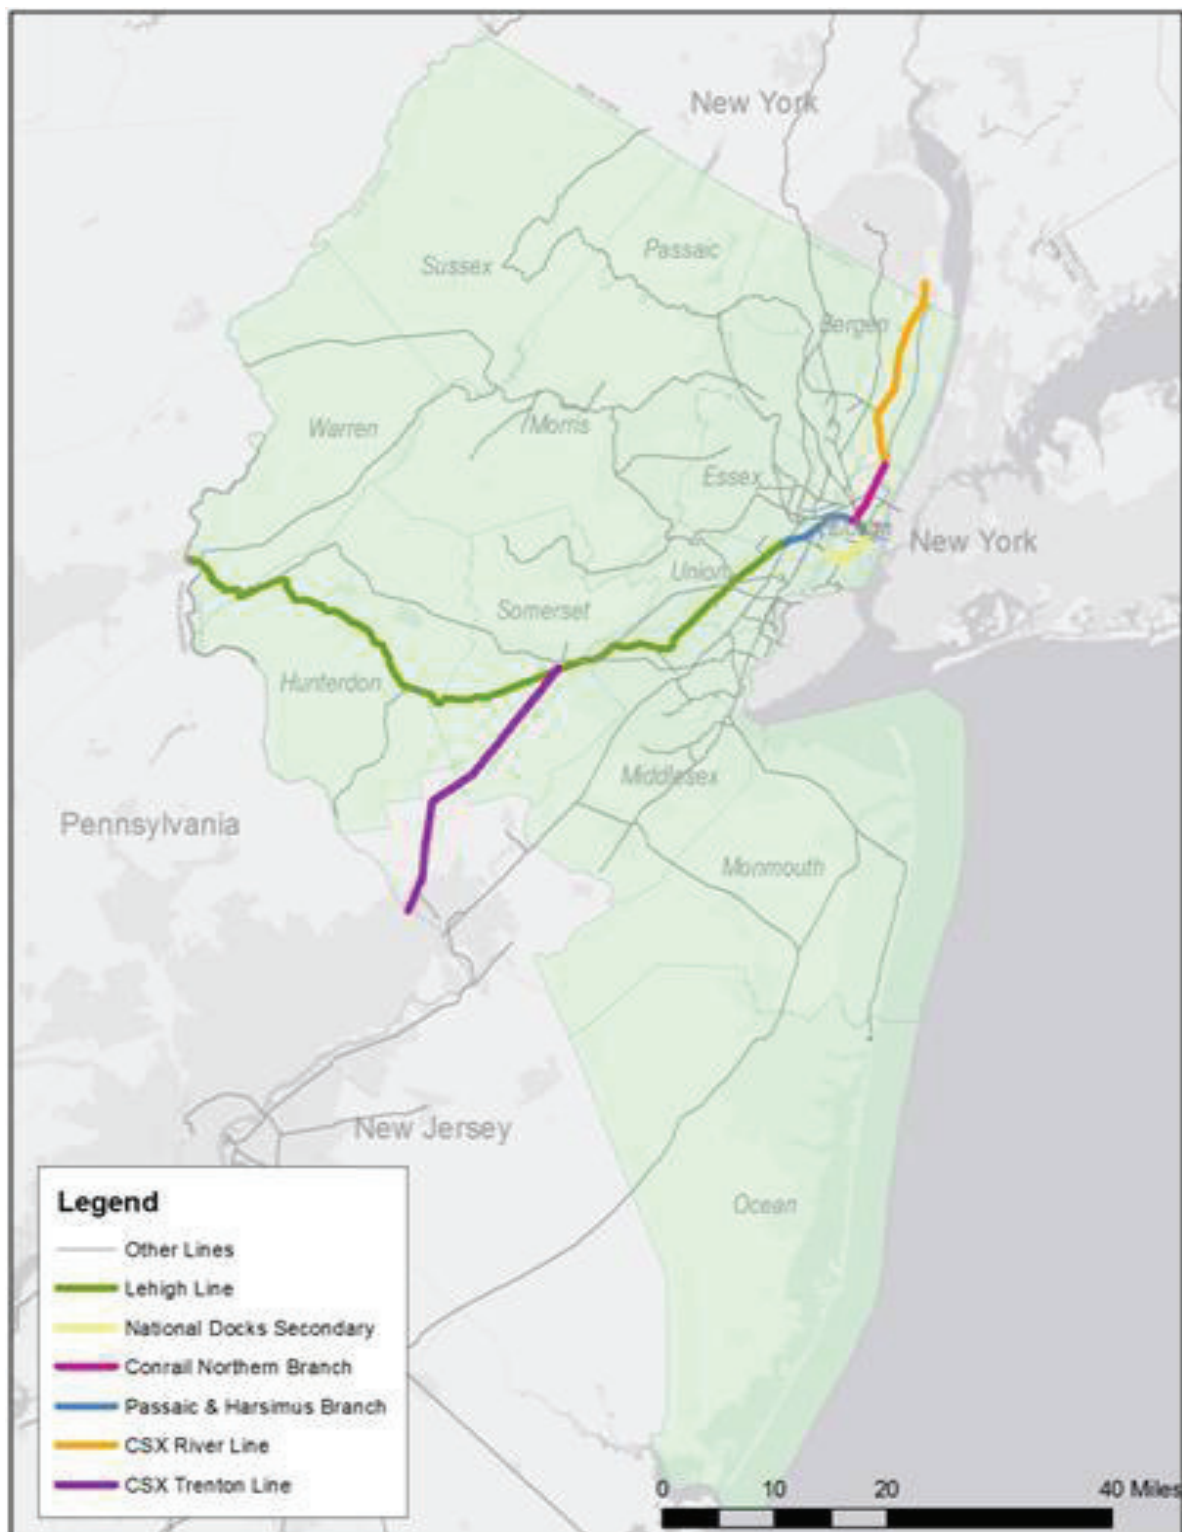 New York
Passaic
Sussex
Bergen
Warren
Morris
Essex
New York
Union
Somerset
Hunterdon
Middlesex
Pennsylvania
Monmouth
New Jersey
Ocean
Legend
Other Lines
Lehigh Line
National Docks Secondary
Conrail Northern Branch
Passaic & Harsimus Branch
CSX River Line
CSX Trenton Line
0 10 20 40 Miles